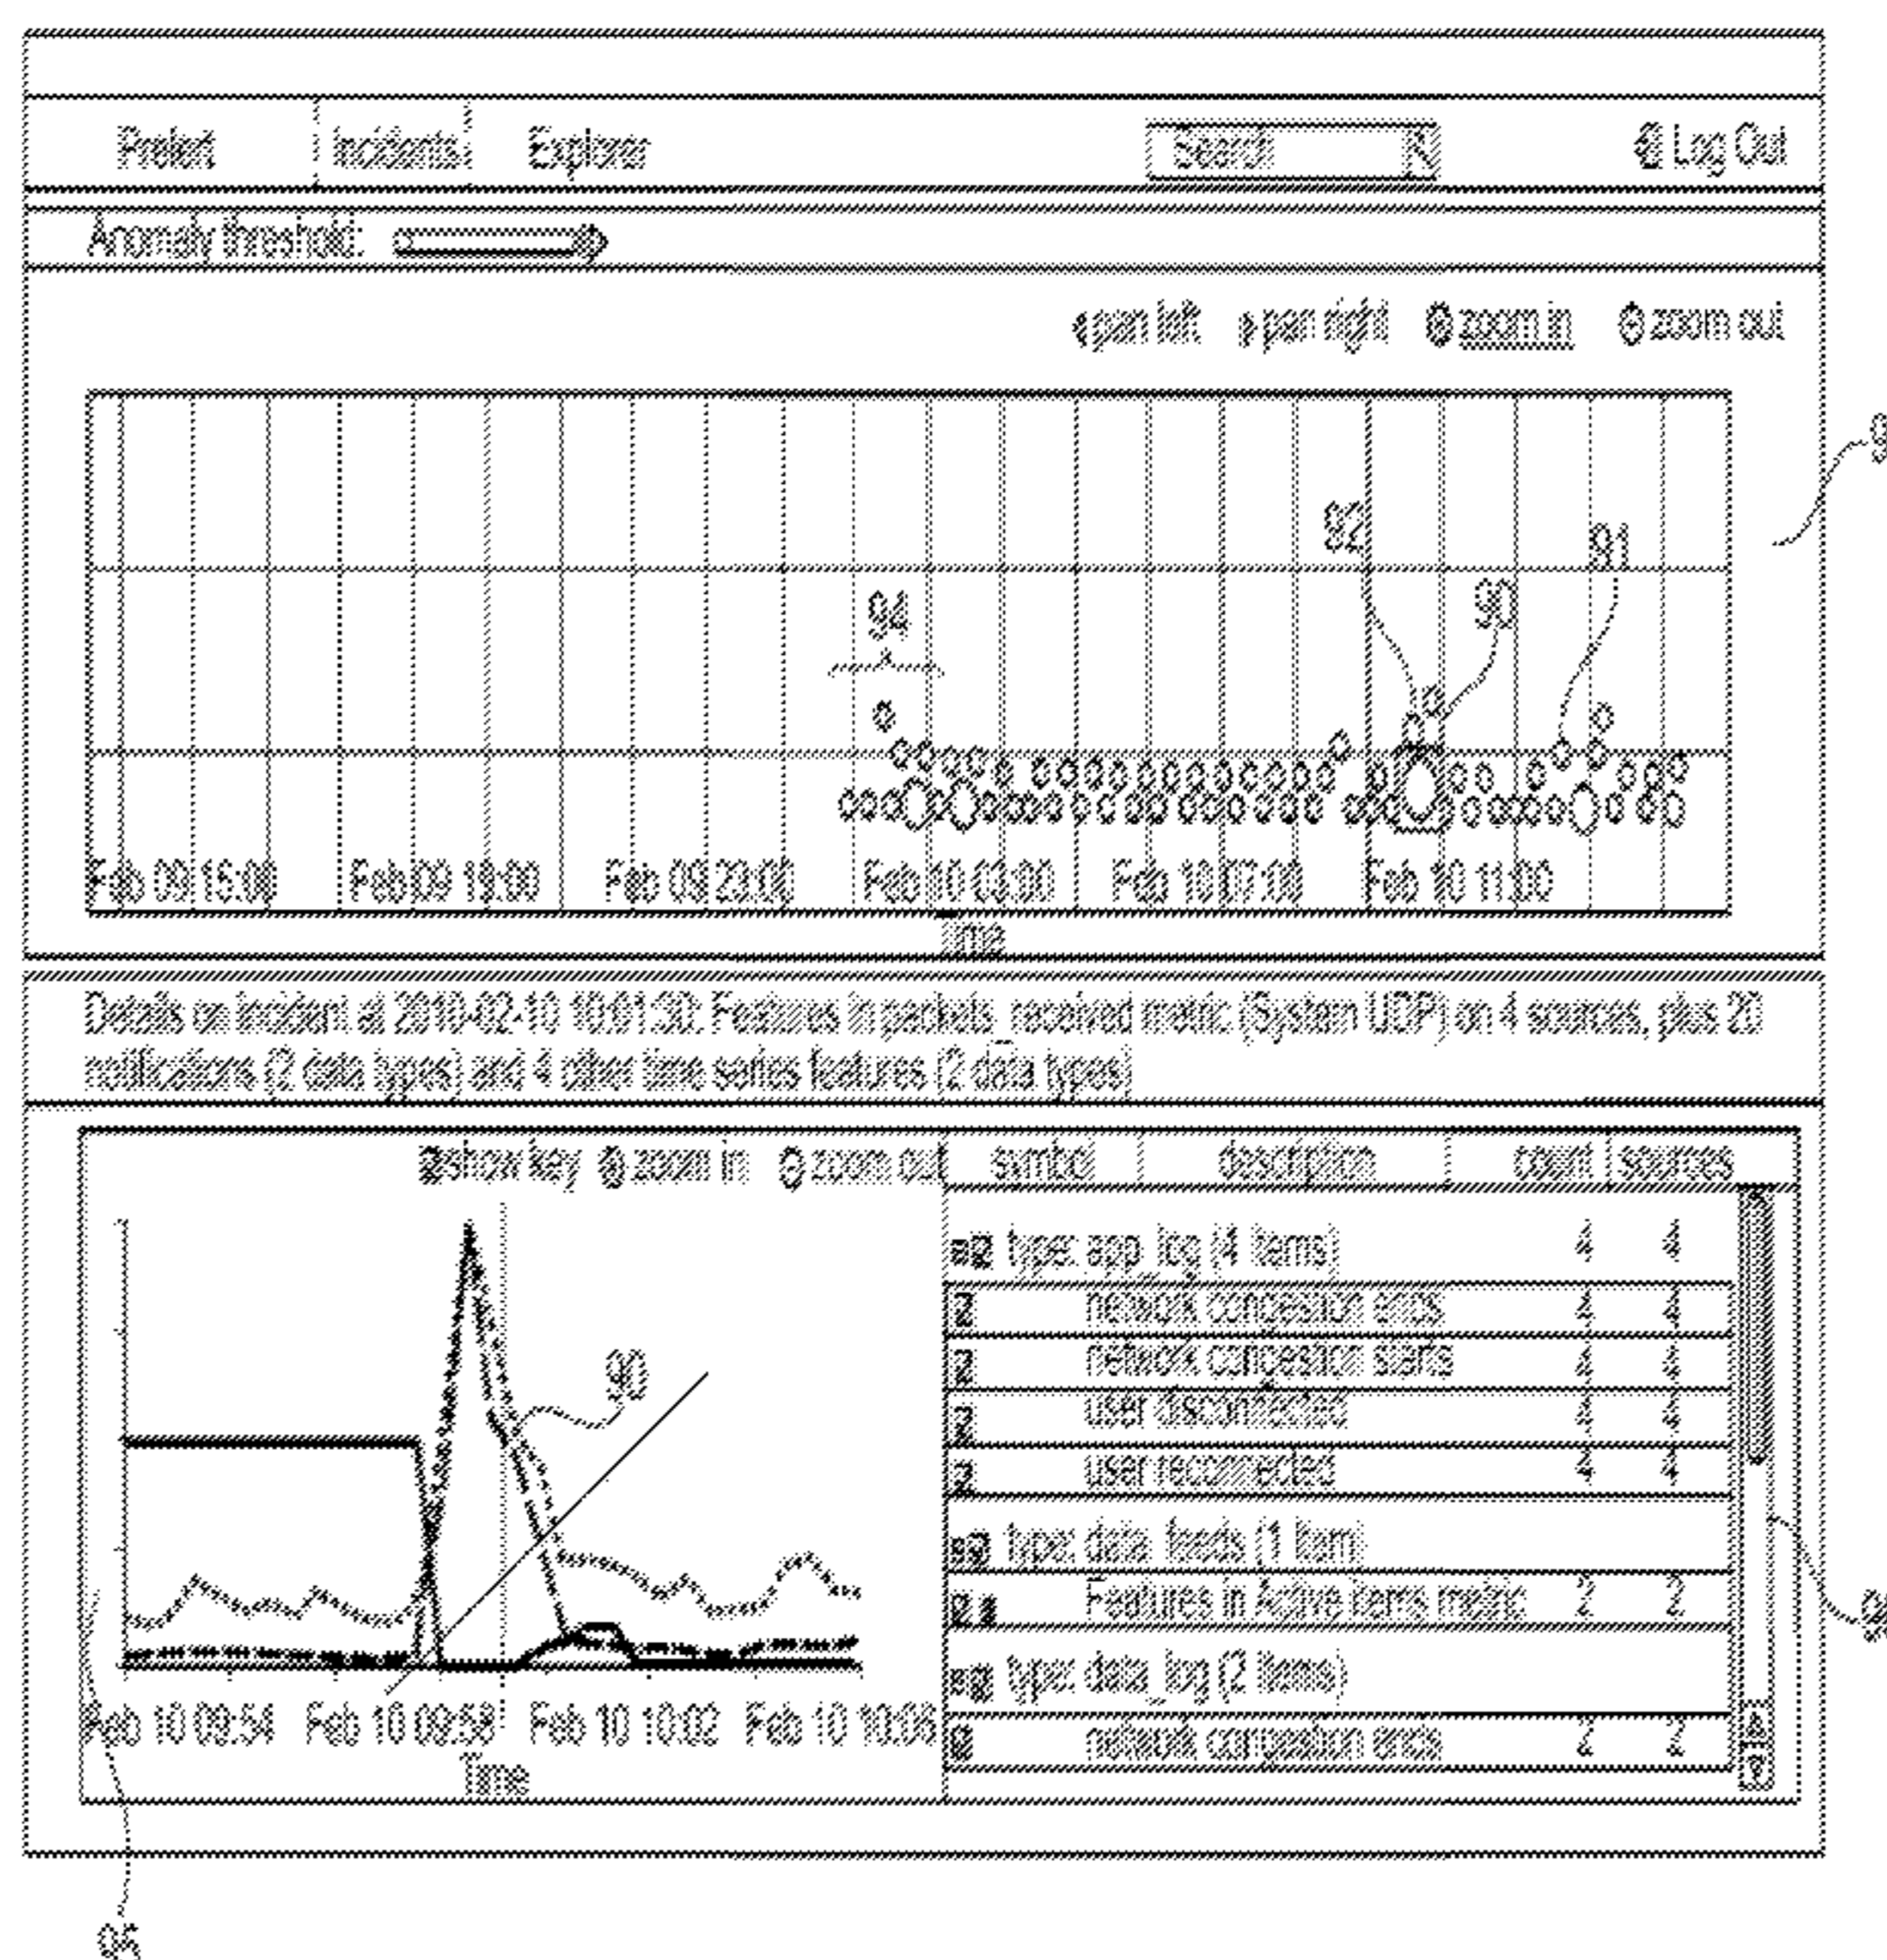 Prelert Incidents Explorer Search Log Out
Anomaly threshold:
pan left pan right zoom in zoom out
92
91
90
94
Feb 09 15:00 Feb 09 19:00 Feb 09 23:00 Feb 10 03:00 Feb 10 07:00 Feb 10 11:00
Time
Details on incident at 2010-02-10 10:01:30: Features in packets_received metric (System UDP) on 4 sources, plus 20
notifications (2 data types) and 4 other time series features (2 data types)
show key zoom in zoom out
symbol description count sources
type: app_log (4 items) 4 4
network congestion ends 4 4
network congestion starts 4 4
user disconnected 4 4
user reconnected 4 4
type: data_feeds (1 item)
Features in Active items metric 2 2
type: data_log (2 items)
network congestion ends 2 2
90
Feb 10 09:54 Feb 10 09:58 Feb 10 10:02 Feb 10 10:06
Time
95